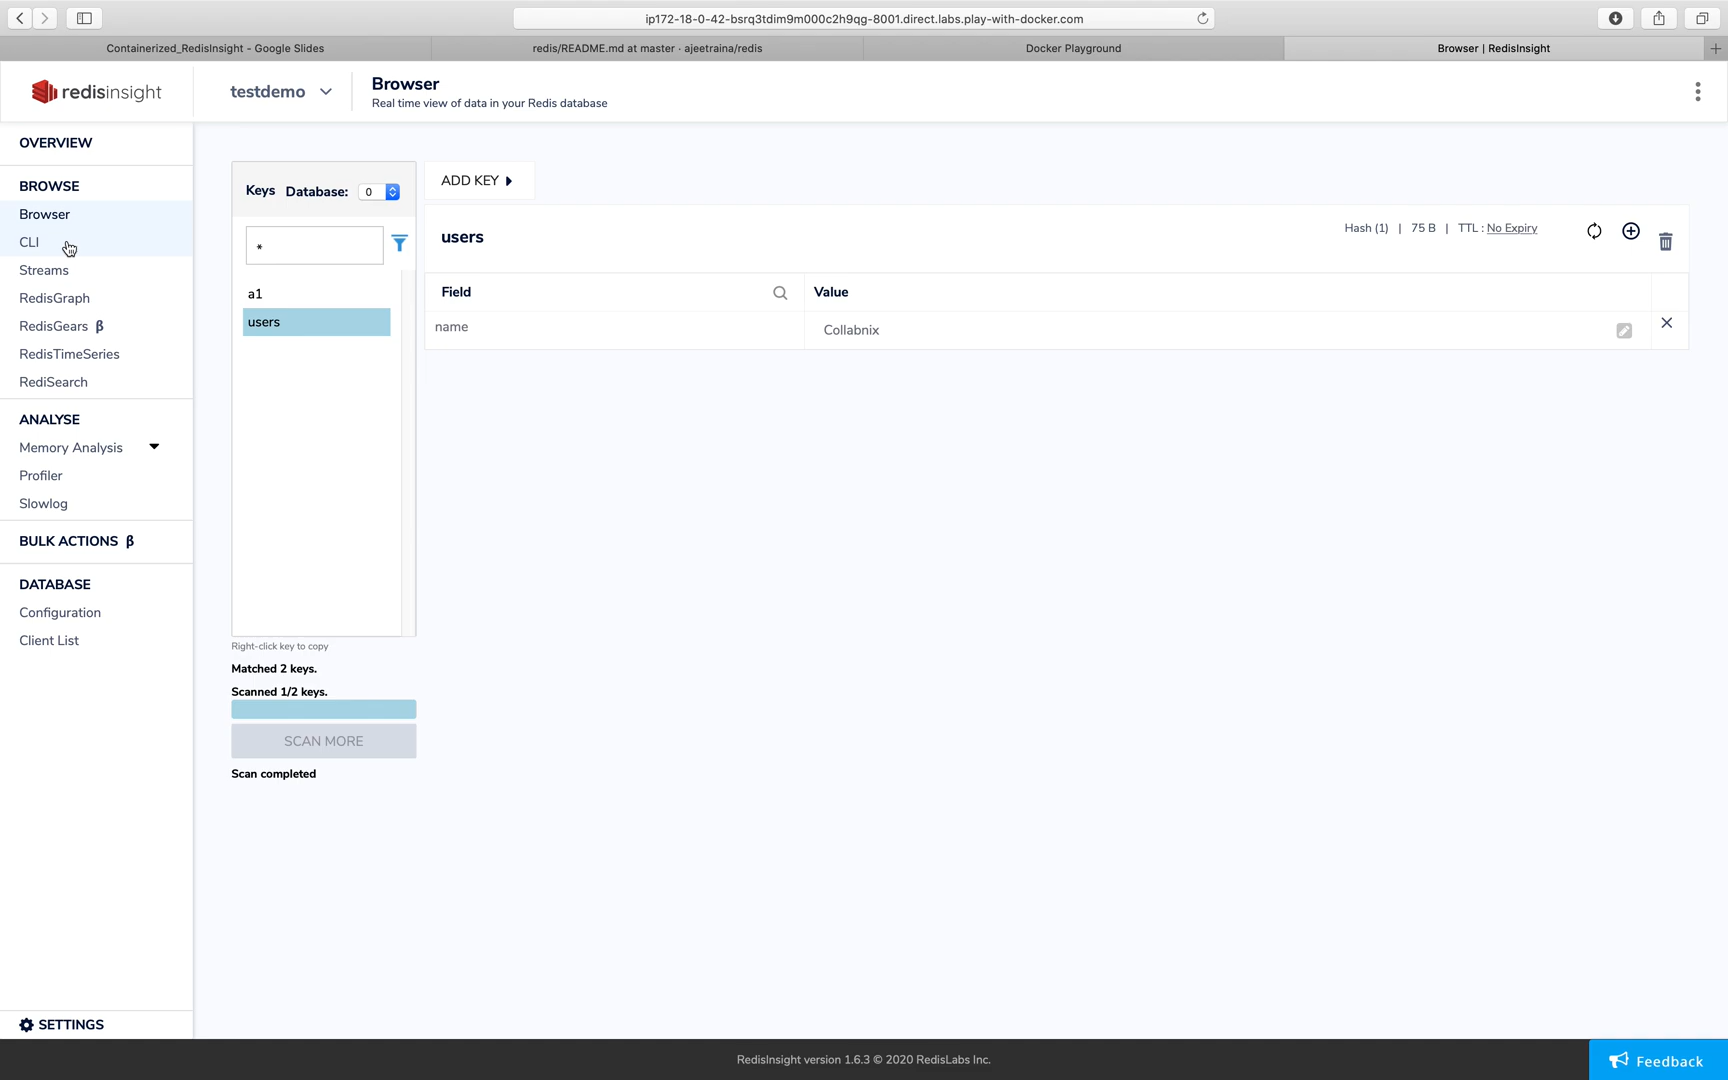 ip172-18-0-42-bsrq3tdim9m000c2h9qg-8001.direct.labs.play-with-docker.com
Containerized_RedisInsight - Google Slides
redis/README.md at master · ajeetraina/redis
Docker Playground
Browser | RedisInsight
redisinsight
testdemo
Browser
Real time view of data in your Redis database
OVERVIEW
BROWSE
Browser
CLI
Streams
RedisGraph
RedisGears β
RedisTimeSeries
RediSearch
ANALYSE
Memory Analysis
Profiler
Slowlog
BULK ACTIONS β
DATABASE
Configuration
Client List
SETTINGS
Keys Database: 0
*
a1
users
Right-click key to copy
Matched 2 keys.
Scanned 1/2 keys.
SCAN MORE
Scan completed
ADD KEY
users
Hash (1) | 75 B | TTL : No Expiry
Field Value
name Collabnix
RedisInsight version 1.6.3 © 2020 RedisLabs Inc.
Feedback